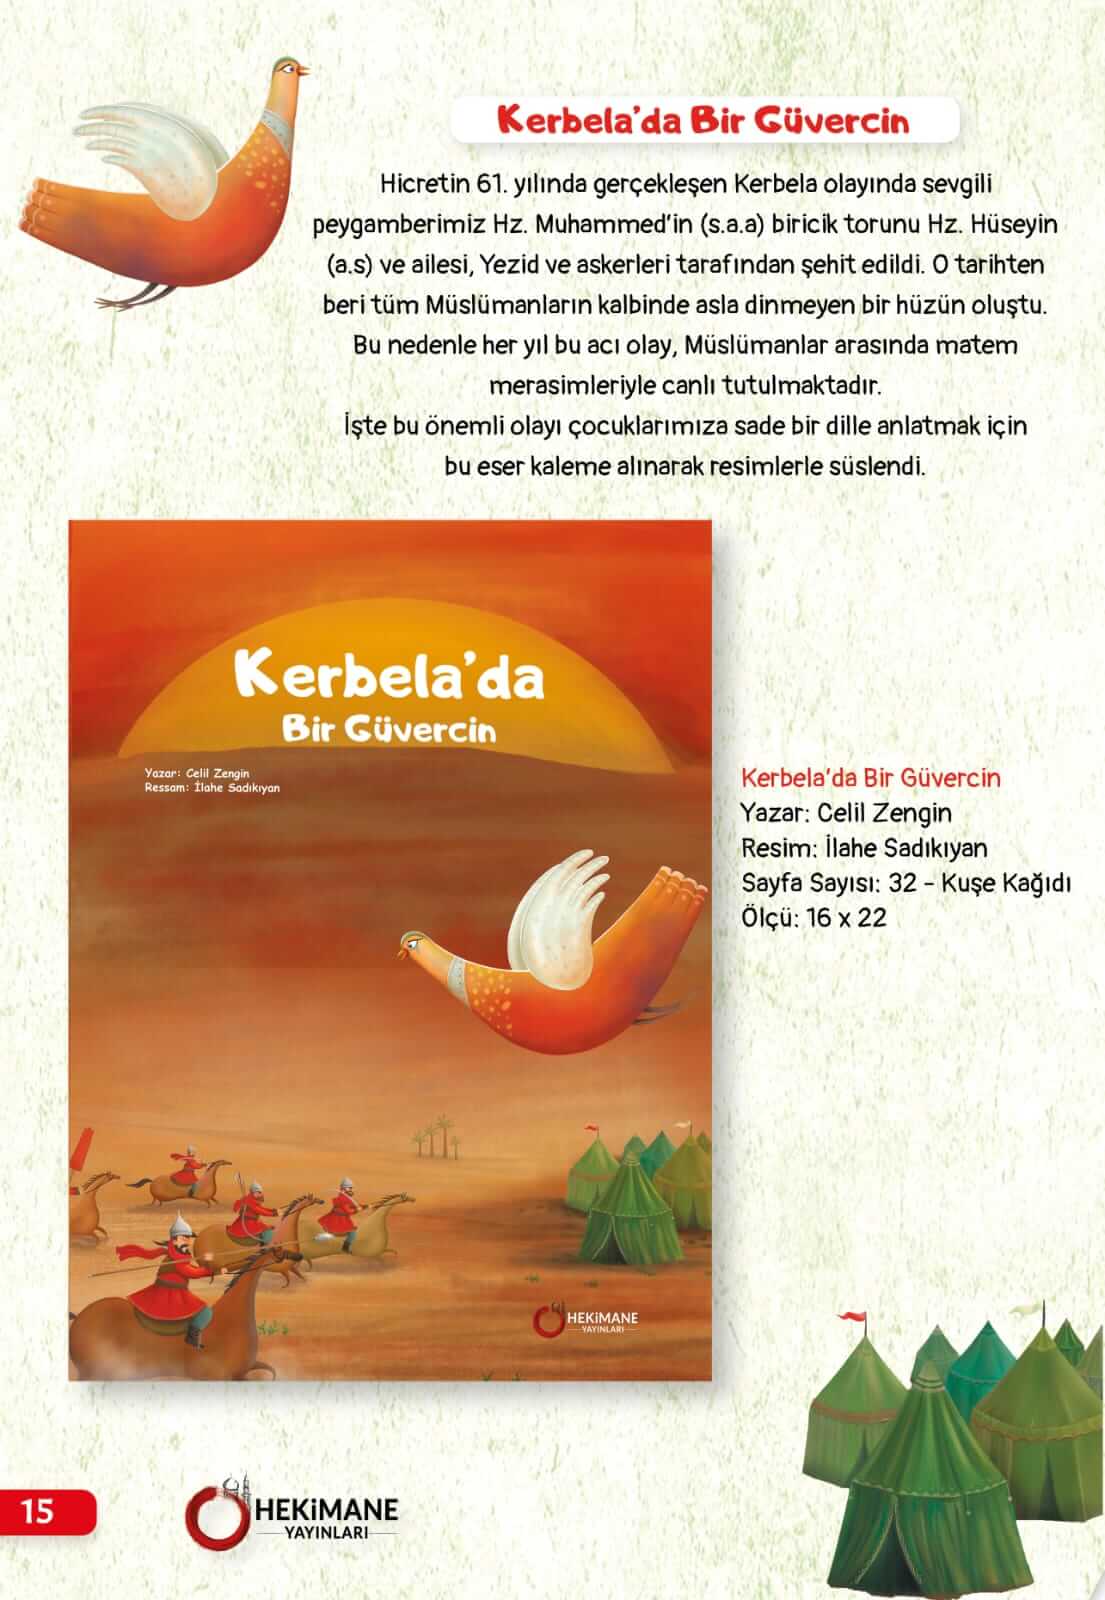 Kerbela'da Bir Güvercin
Hicretin 61. yılında gerçekleşen Kerbela olayında sevgili
peygamberimiz Hz. Muhammed'in (s.a.a) biricik torunu Hz. Hüseyin
(a.s) ve ailesi, Yezid ve askerleri tarafından şehit edildi. O tarihten
beri tüm Müslümanların kalbinde asla dinmeyen bir hüzün oluştu.
Bu nedenle her yıl bu acı olay, Müslümanlar arasında matem
merasimleriyle canlı tutulmaktadır.
İşte bu önemli olayı çocuklarımıza sade bir dille anlatmak için
bu eser kaleme alınarak resimlerle süslendi.
Kerbela'da
Bir Güvercin
Yazar: Celil Zengin
Ressam: İlahe Sadıkıyan
HEKiMANE
YAYINLARI
Kerbela'da Bir Güvercin
Yazar: Celil Zengin
Resim: İlahe Sadıkıyan
Sayfa Sayısı: 32 - Kuşe Kağıdı
Ölçü: 16 x 22
15
HEKiMANE
YAYINLARI